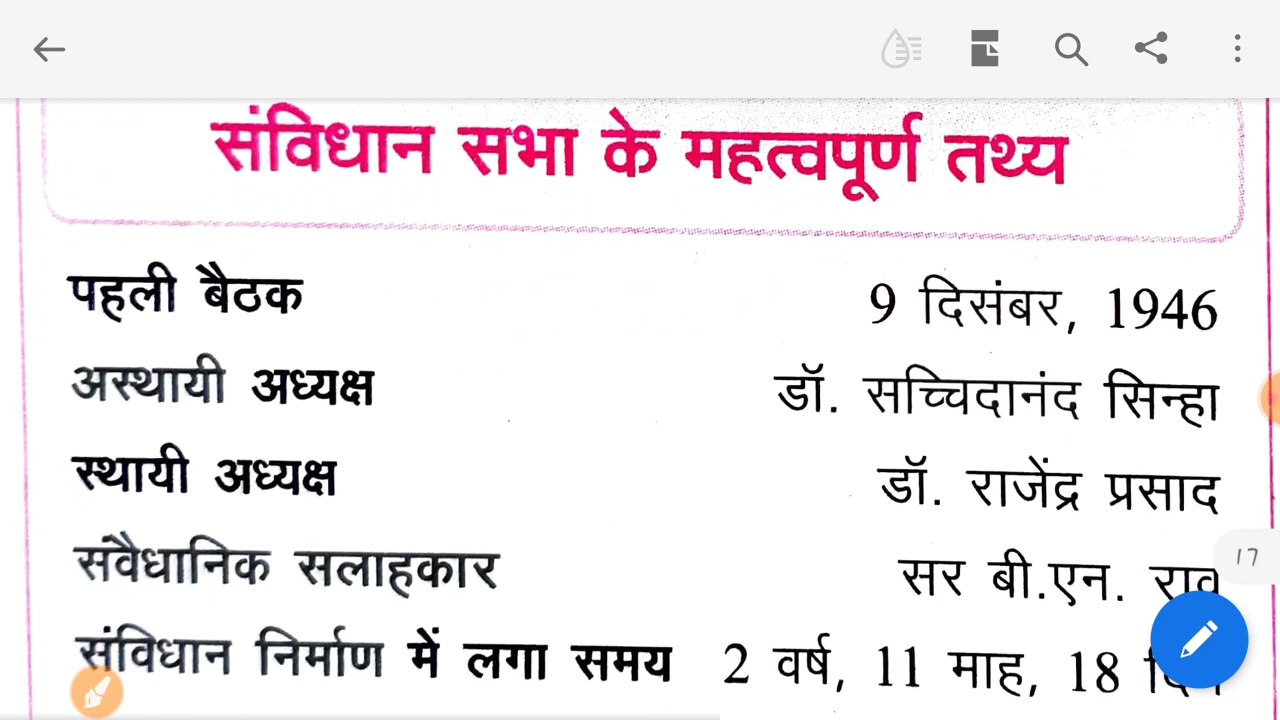 संविधान सभा के महत्वपूर्ण तथ्य
पहली बैठक 9 दिसंबर, 1946
अस्थायी अध्यक्ष डॉ. सच्चिदानंद सिन्हा
स्थायी अध्यक्ष डॉ. राजेंद्र प्रसाद
संवैधानिक सलाहकार सर बी.एन. राव
17
संविधान निर्माण में लगा समय 2 वर्ष, 11 माह, 18